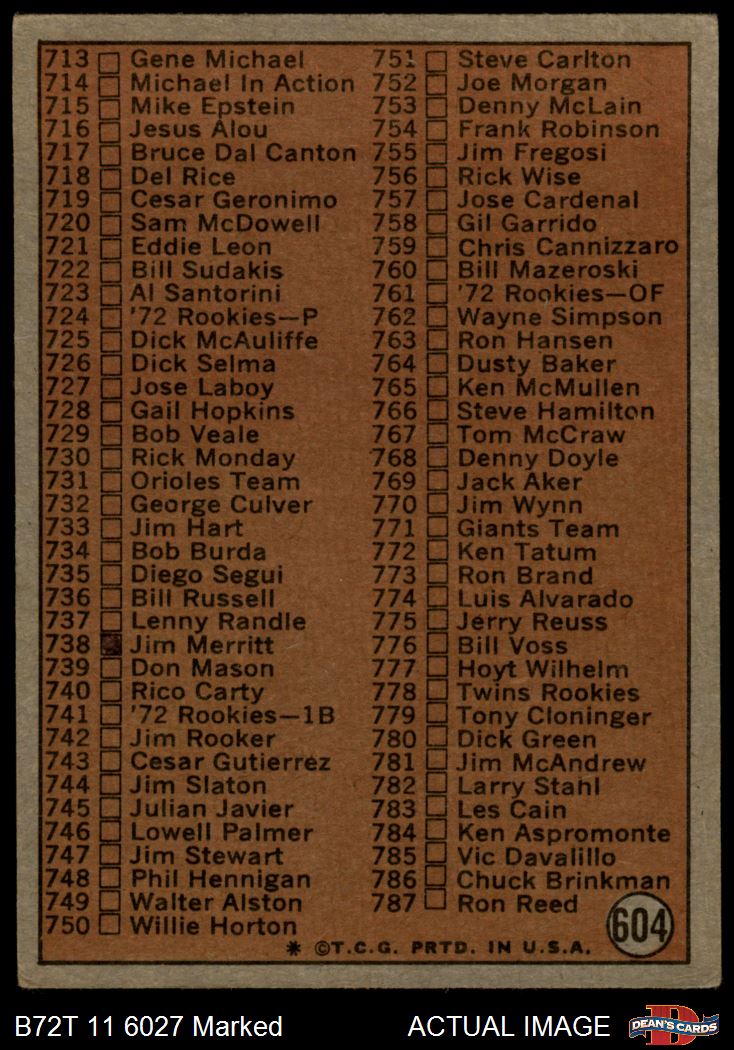 713 Gene Michael
714 Michael In Action
715 Mike Epstein
716 Jesus Alou
717 Bruce Dal Canton
718 Del Rice
719 Cesar Geronimo
720 Sam McDowell
721 Eddie Leon
722 Bill Sudakis
723 Al Santorini
724 '72 Rookies—P
725 Dick McAuliffe
726 Dick Selma
727 Jose Laboy
728 Gail Hopkins
729 Bob Veale
730 Rick Monday
731 Orioles Team
732 George Culver
733 Jim Hart
734 Bob Burda
735 Diego Segui
736 Bill Russell
737 Lenny Randle
738 Jim Merritt
739 Don Mason
740 Rico Carty
741 '72 Rookies—1B
742 Jim Rooker
743 Cesar Gutierrez
744 Jim Slaton
745 Julian Javier
746 Lowell Palmer
747 Jim Stewart
748 Phil Hennigan
749 Walter Alston
750 Willie Horton
751 Steve Carlton
752 Joe Morgan
753 Denny McLain
754 Frank Robinson
755 Jim Fregosi
756 Rick Wise
757 Jose Cardenal
758 Gil Garrido
759 Chris Cannizzaro
760 Bill Mazeroski
761 '72 Rookies—OF
762 Wayne Simpson
763 Ron Hansen
764 Dusty Baker
765 Ken McMullen
766 Steve Hamilton
767 Tom McCraw
768 Denny Doyle
769 Jack Aker
770 Jim Wynn
771 Giants Team
772 Ken Tatum
773 Ron Brand
774 Luis Alvarado
775 Jerry Reuss
776 Bill Voss
777 Hoyt Wilhelm
778 Twins Rookies
779 Tony Cloninger
780 Dick Green
781 Jim McAndrew
782 Larry Stahl
783 Les Cain
784 Ken Aspromonte
785 Vic Davalillo
786 Chuck Brinkman
787 Ron Reed
604
* ©T.C.G. PRTD. IN U.S.A.
B72T 11 6027 Marked
ACTUAL IMAGE
D
DEAN'S CARDS